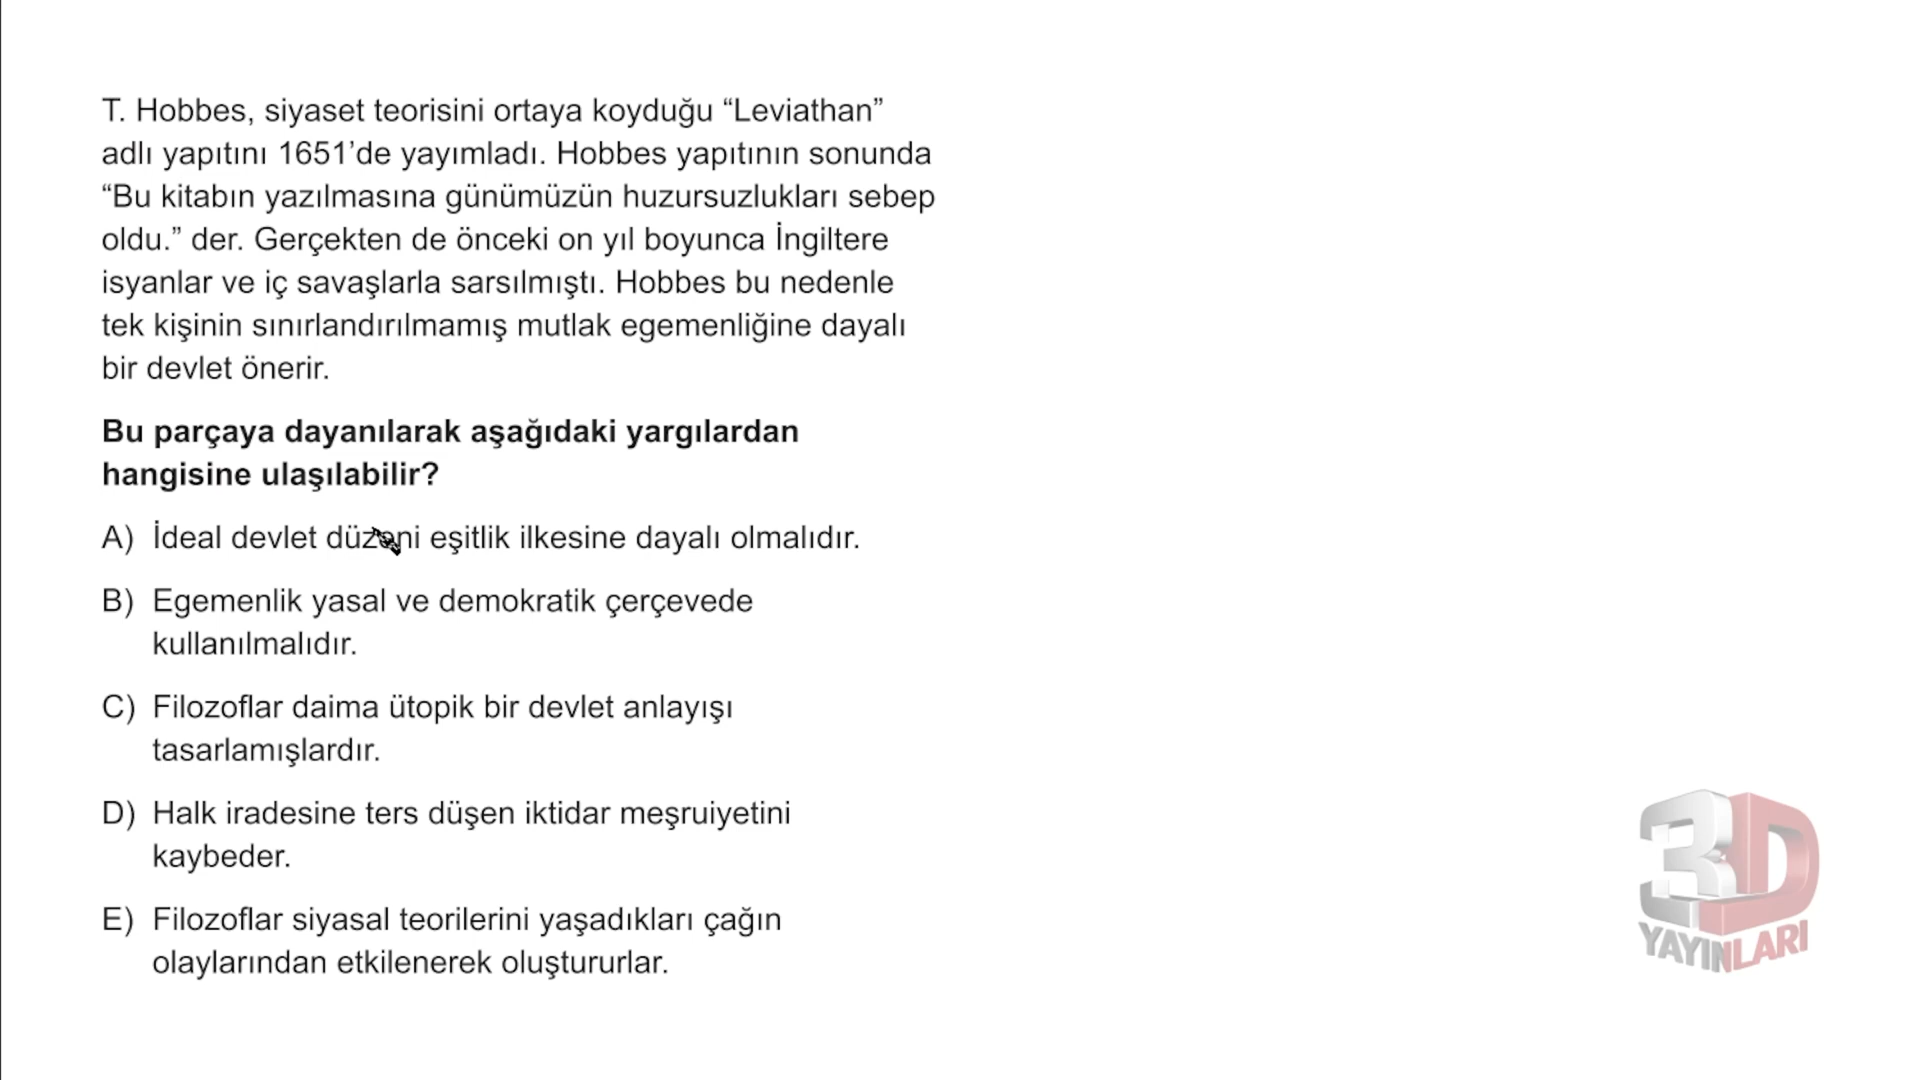 T. Hobbes, siyaset teorisini ortaya koyduğu “Leviathan”
adlı yapıtını 1651’de yayımladı. Hobbes yapıtının sonunda
“Bu kitabın yazılmasına günümüzün huzursuzlukları sebep
oldu.” der. Gerçekten de önceki on yıl boyunca İngiltere
isyanlar ve iç savaşlarla sarsılmıştı. Hobbes bu nedenle
tek kişinin sınırlandırılmamış mutlak egemenliğine dayalı
bir devlet önerir.
Bu parçaya dayanılarak aşağıdaki yargılardan
hangisine ulaşılabilir?
A) İdeal devlet düzeni eşitlik ilkesine dayalı olmalıdır.
B) Egemenlik yasal ve demokratik çerçevede
kullanılmalıdır.
C) Filozoflar daima ütopik bir devlet anlayışı
tasarlamışlardır.
D) Halk iradesine ters düşen iktidar meşruiyetini
kaybeder.
E) Filozoflar siyasal teorilerini yaşadıkları çağın
olaylarından etkilenerek oluştururlar.
3D
YAYINLARI